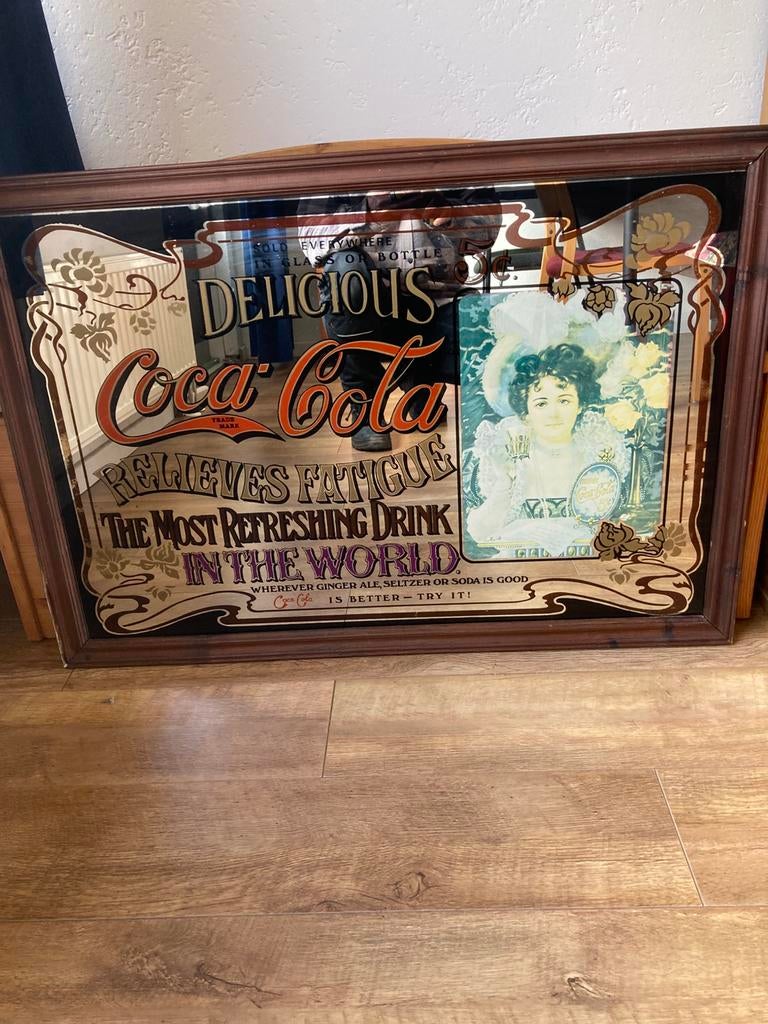 SOLD EVERYWHERE
IN GLASS OR BOTTLE
5¢.
DELICIOUS
Coca-Cola
TRADE
MARK
RELIEVES FATIGUE
THE MOST REFRESHING DRINK
IN THE WORLD.
WHEREVER GINGER ALE, SELTZER OR SODA IS GOOD
Coca Cola IS BETTER - TRY IT!